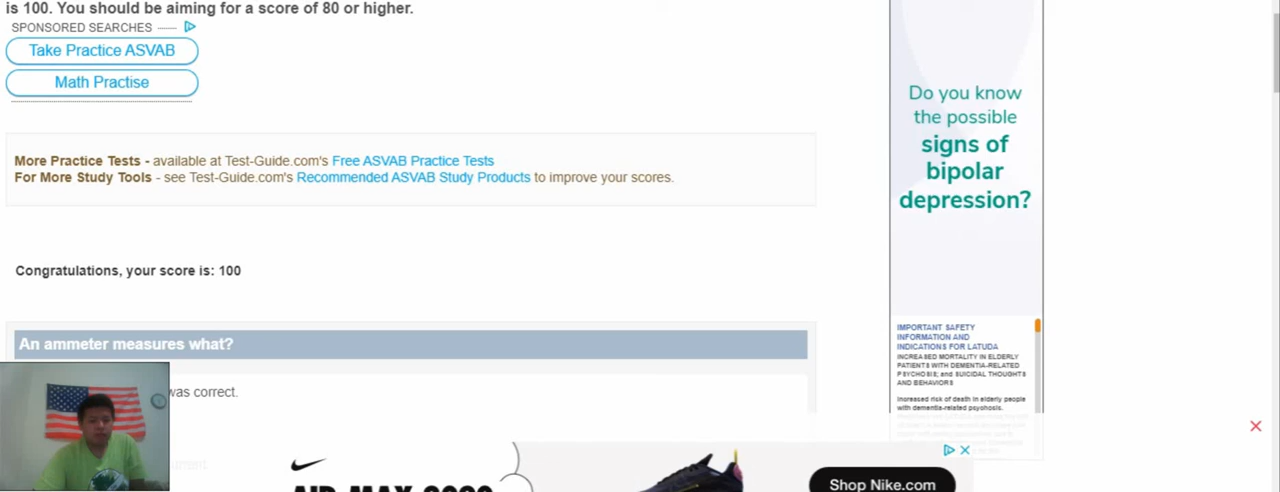 is 100. You should be aiming for a score of 80 or higher.
SPONSORED SEARCHES
Take Practice ASVAB
Math Practise
More Practice Tests - available at Test-Guide.com's Free ASVAB Practice Tests
For More Study Tools - see Test-Guide.com's Recommended ASVAB Study Products to improve your scores.
Congratulations, your score is: 100
An ammeter measures what?
was correct.
Do you know
the possible
signs of
bipolar
depression?
IMPORTANT SAFETY
INFORMATION AND
INDICATIONS FOR LATUDA
INCREASED MORTALITY IN ELDERLY
PATIENTS WITH DEMENTIA-RELATED
PSYCHOSIS; and SUICIDAL THOUGHTS
AND BEHAVIORS
Increased risk of death in elderly people
with dementia-related psychosis.
AIR MAX 2090
Shop Nike.com